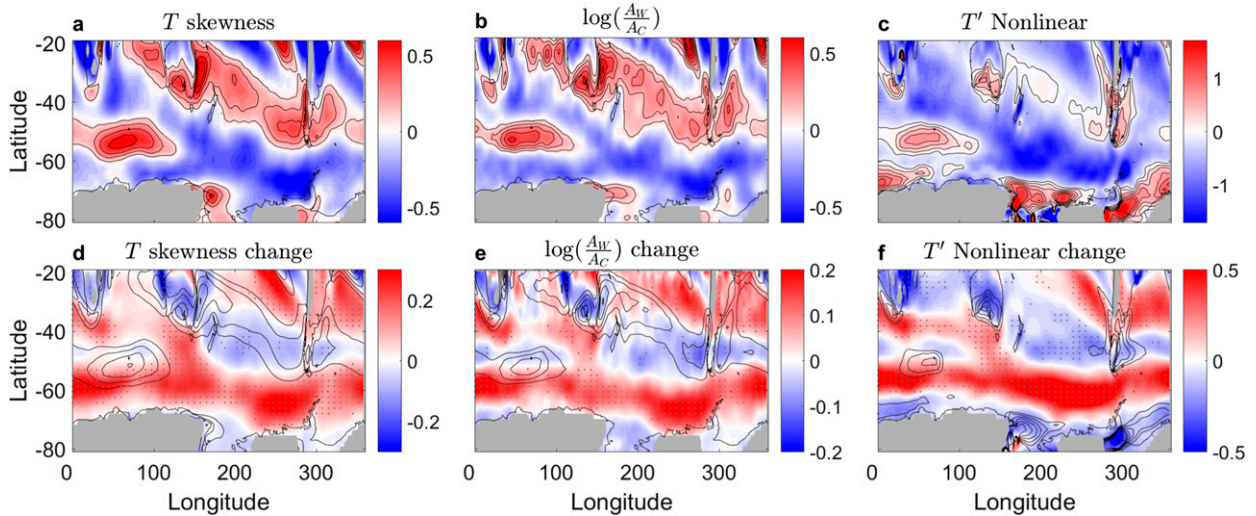 a T skewness
b log(A_W/A_C)
c T′ Nonlinear
Latitude
-20
-40
-60
-80
0.5
0
-0.5
0.5
0
-0.5
1
0
-1
d T skewness change
e log(A_W/A_C) change
f T′ Nonlinear change
Latitude
-20
-40
-60
-80
0 100 200 300
0.2
0
-0.2
0 100 200 300
0.2
0.1
0
-0.1
-0.2
0 100 200 300
0.5
0
-0.5
Longitude
Longitude
Longitude